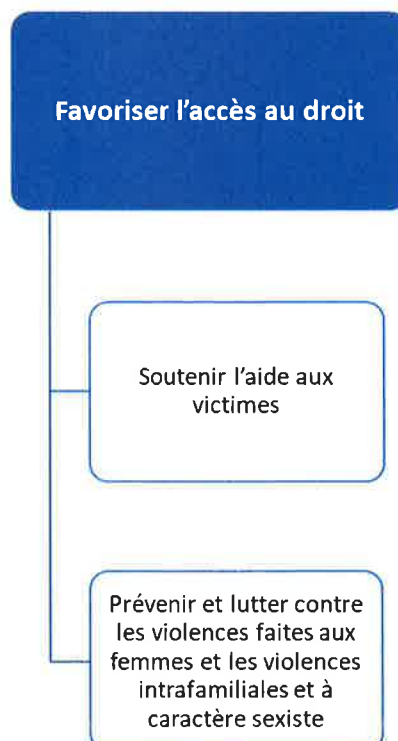 Favoriser l'accès au droit
Soutenir l'aide aux
victimes
Prévenir et lutter contre
les violences faites aux
femmes et les violences
intrafamiliales et à
caractère sexiste